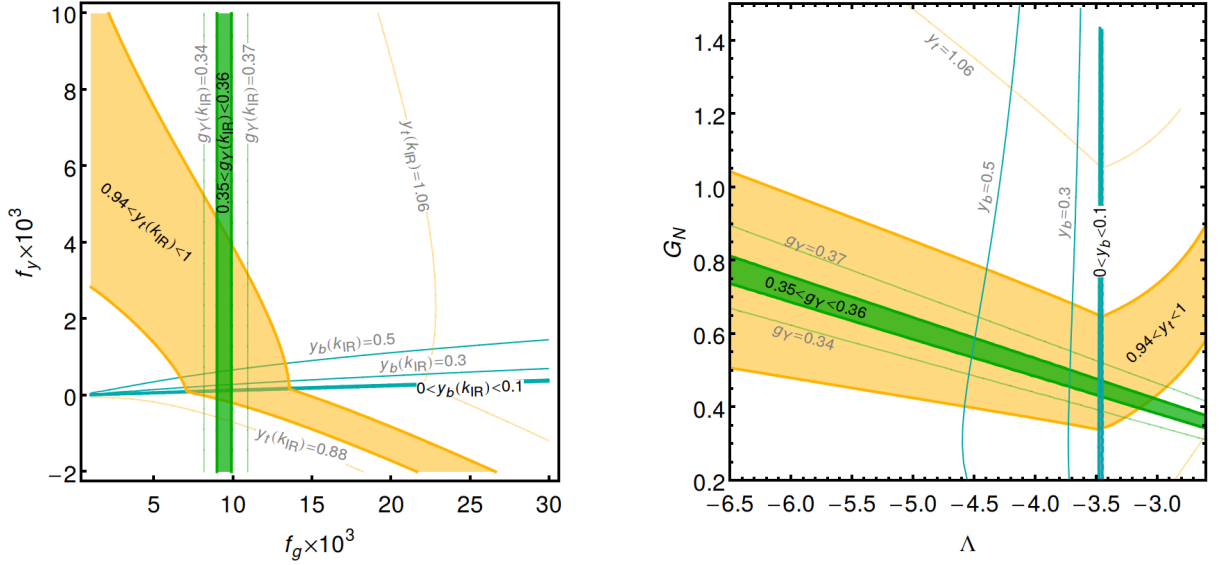 10
8
6
4
2
0
−2
f_y×10^3
5
10
15
20
25
30
f_g×10^3
g_Y(k_IR)=0.34
0.35<g_Y(k_IR)<0.36
g_Y(k_IR)=0.37
y_t(k_IR)=1.06
0.94<y_t(k_IR)<1
y_b(k_IR)=0.5
y_b(k_IR)=0.3
0<y_b(k_IR)<0.1
y_t(k_IR)=0.88
1.4
1.2
1.0
0.8
0.6
0.4
0.2
G_N
−6.5
−6.0
−5.5
−5.0
−4.5
−4.0
−3.5
−3.0
Λ
y_t=1.06
y_b=0.5
y_b=0.3
0<y_b<0.1
g_Y=0.37
0.35<g_Y<0.36
g_Y=0.34
0.94<y_t<1